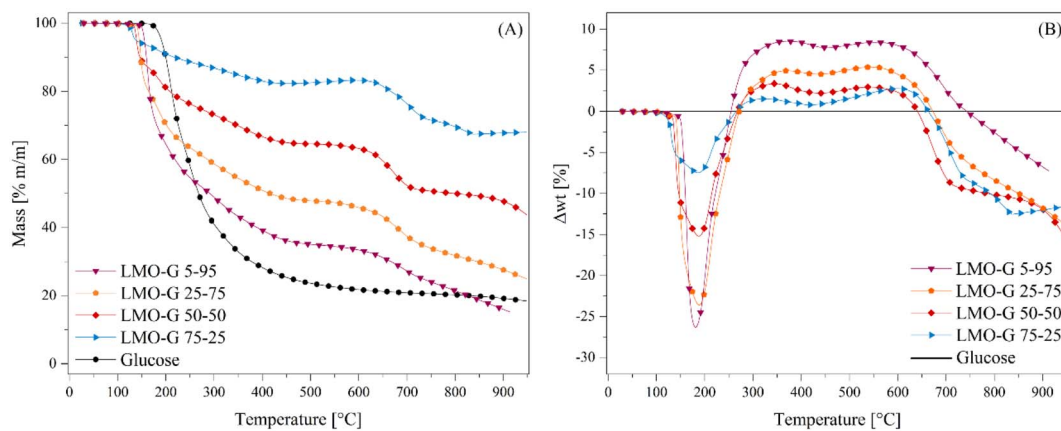 (A)
100
80
60
40
20
0
Mass [% m/m]
LMO-G 5-95
LMO-G 25-75
LMO-G 50-50
LMO-G 75-25
Glucose
0 100 200 300 400 500 600 700 800 900
Temperature [°C]
(B)
10
5
0
-5
-10
-15
-20
-25
-30
Δwt [%]
LMO-G 5-95
LMO-G 25-75
LMO-G 50-50
LMO-G 75-25
Glucose
0 100 200 300 400 500 600 700 800 900
Temperature [°C]